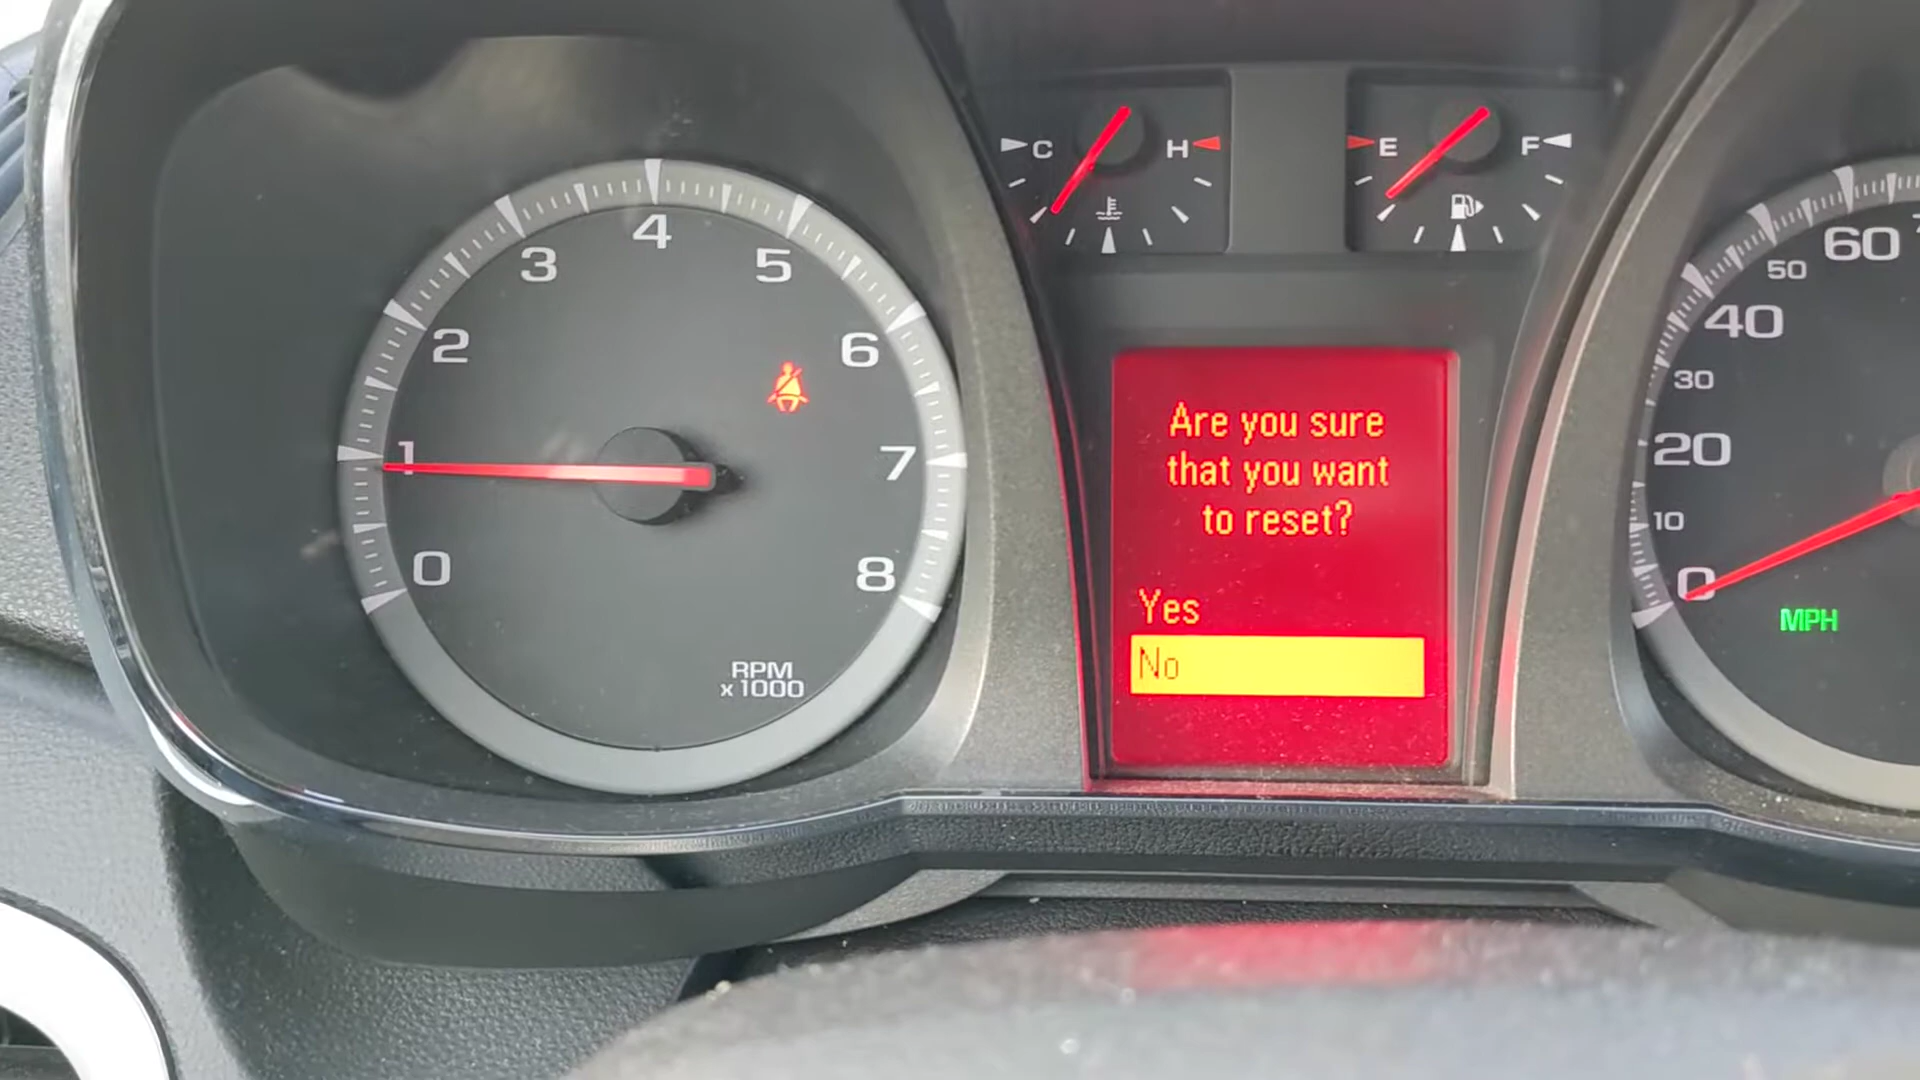 C
H
E
F
0
1
2
3
4
5
6
7
8
RPM
x 1000
Are you sure
that you want
to reset?
Yes
No
0
10
20
30
40
50
60
MPH